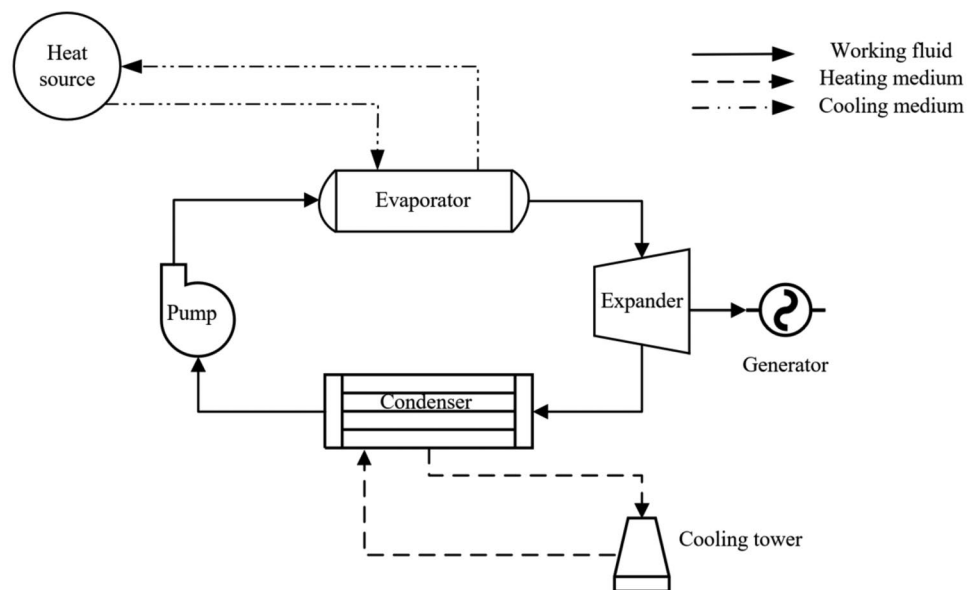 Heat
source
Working fluid
Heating medium
Cooling medium
Evaporator
Pump
Expander
Generator
Condenser
Cooling tower